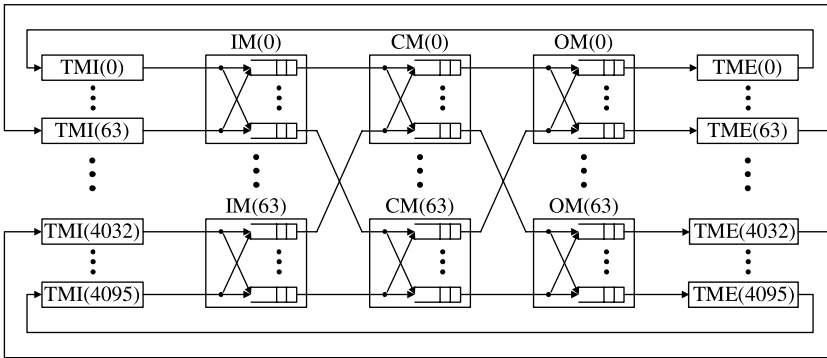 IM(0) CM(0) OM(0)
TMI(0) TME(0)
TMI(63) TME(63)
IM(63) CM(63) OM(63)
TMI(4032) TME(4032)
TMI(4095) TME(4095)